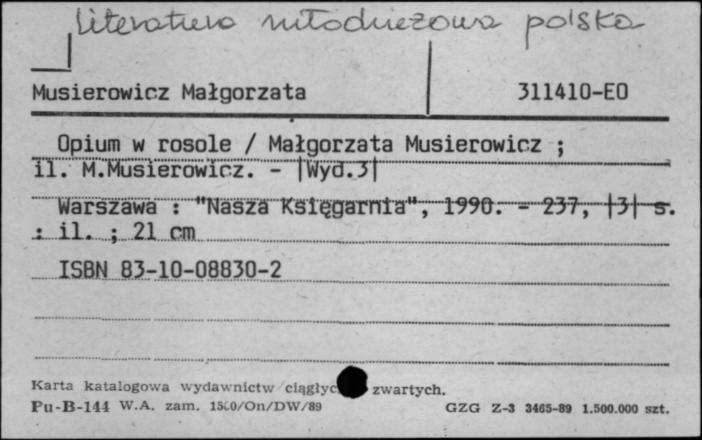 Literatura młodzieżowa polska
Musierowicz Małgorzata 311410-EO
Opium w rosole / Małgorzata Musierowicz ;
il. M.Musierowicz. - |Wyd.3|
Warszawa : "Nasza Księgarnia", 1990. - 237, |3| s.
: il. ; 21 cm
ISBN 83-10-08830-2
Karta katalogowa wydawnictw ciągłyc zwartych.
Pu-B-144 W.A. zam. /On/DW/89 GZG Z-3 3465-89 1.500.000 szt.